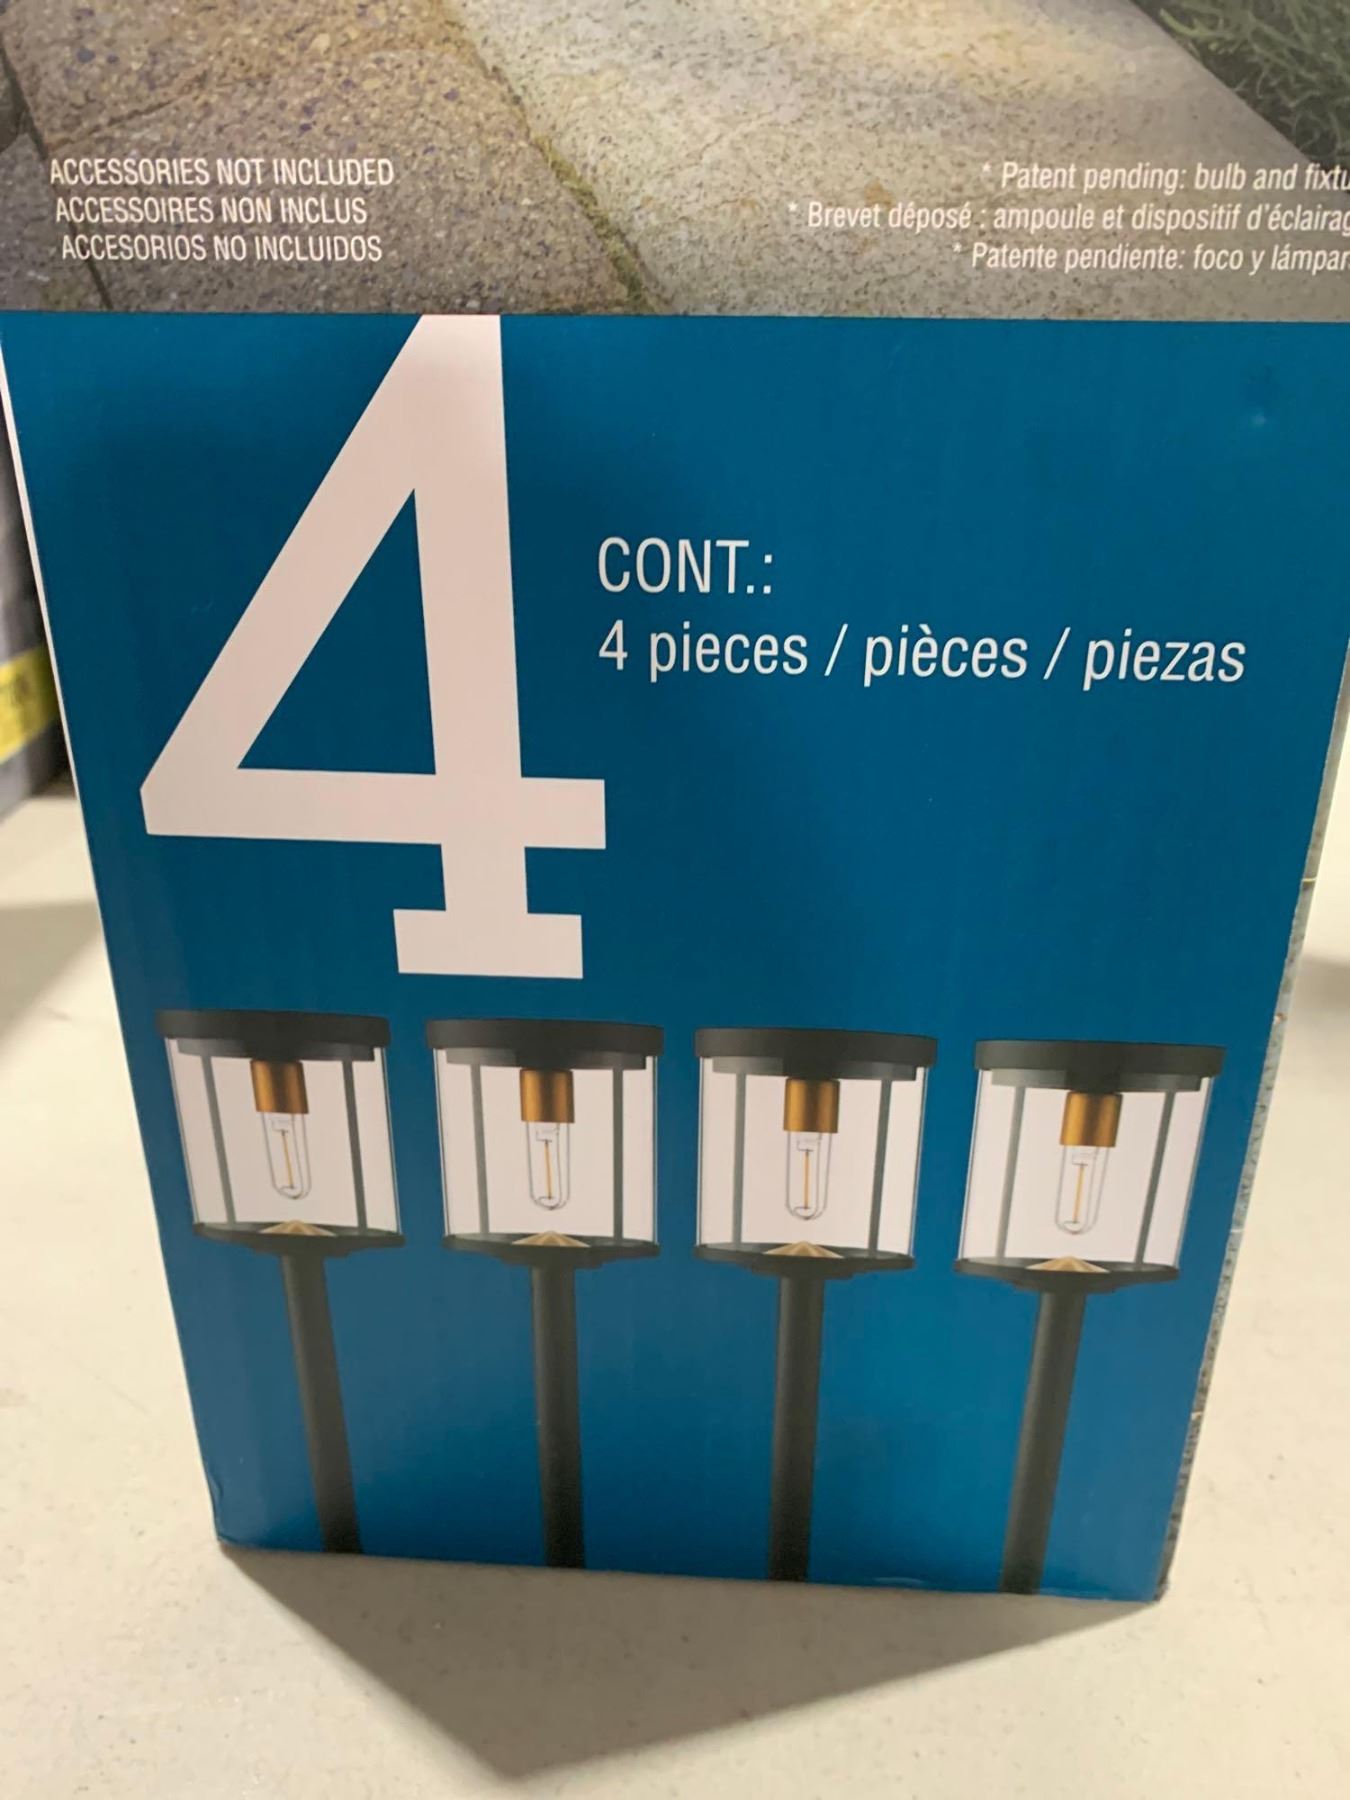 ACCESSORIES NOT INCLUDED
ACCESSOIRES NON INCLUS
ACCESORIOS NO INCLUIDOS
* Patent pending: bulb and
* Brevet déposé : ampoule et dispositif
* Patente pendiente: foco y
4
CONT.:
4 pieces / pièces / piezas